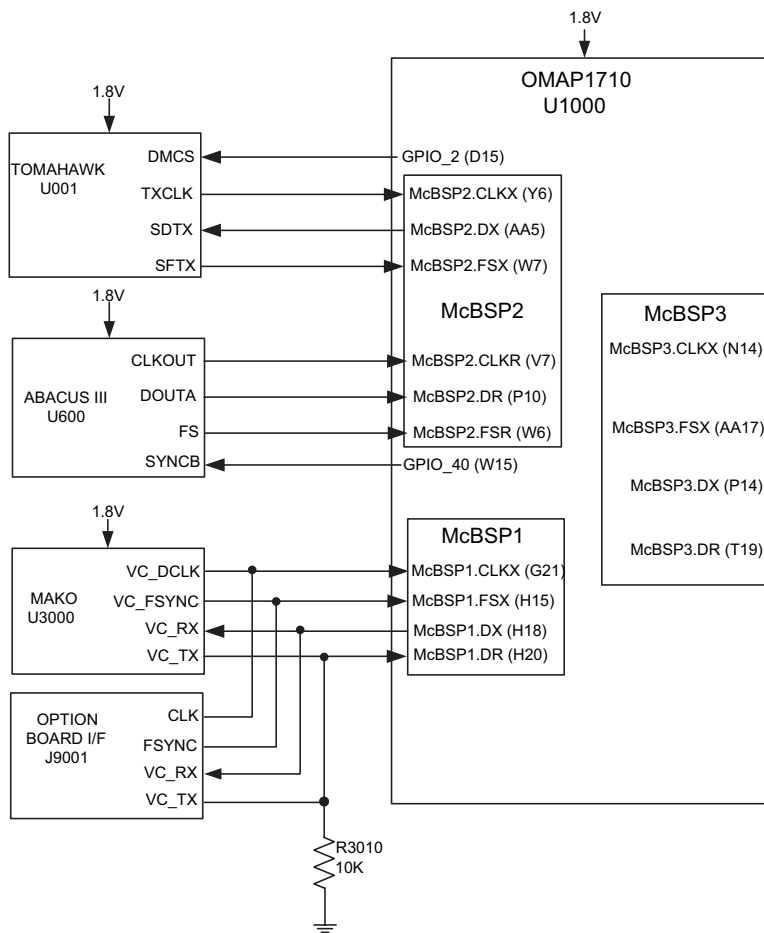 1.8V
OMAP1710
U1000
1.8V
TOMAHAWK
U001
DMCS
TXCLK
SDTX
SFTX
GPIO_2 (D15)
McBSP2.CLKX (Y6)
McBSP2.DX (AA5)
McBSP2.FSX (W7)
McBSP2
McBSP2.CLKR (V7)
McBSP2.DR (P10)
McBSP2.FSR (W6)
GPIO_40 (W15)
1.8V
ABACUS III
U600
CLKOUT
DOUTA
FS
SYNCB
McBSP3
McBSP3.CLKX (N14)
McBSP3.FSX (AA17)
McBSP3.DX (P14)
McBSP3.DR (T19)
1.8V
MAKO
U3000
VC_DCLK
VC_FSYNC
VC_RX
VC_TX
McBSP1
McBSP1.CLKX (G21)
McBSP1.FSX (H15)
McBSP1.DX (H18)
McBSP1.DR (H20)
OPTION
BOARD I/F
J9001
CLK
FSYNC
VC_RX
VC_TX
R3010
10K